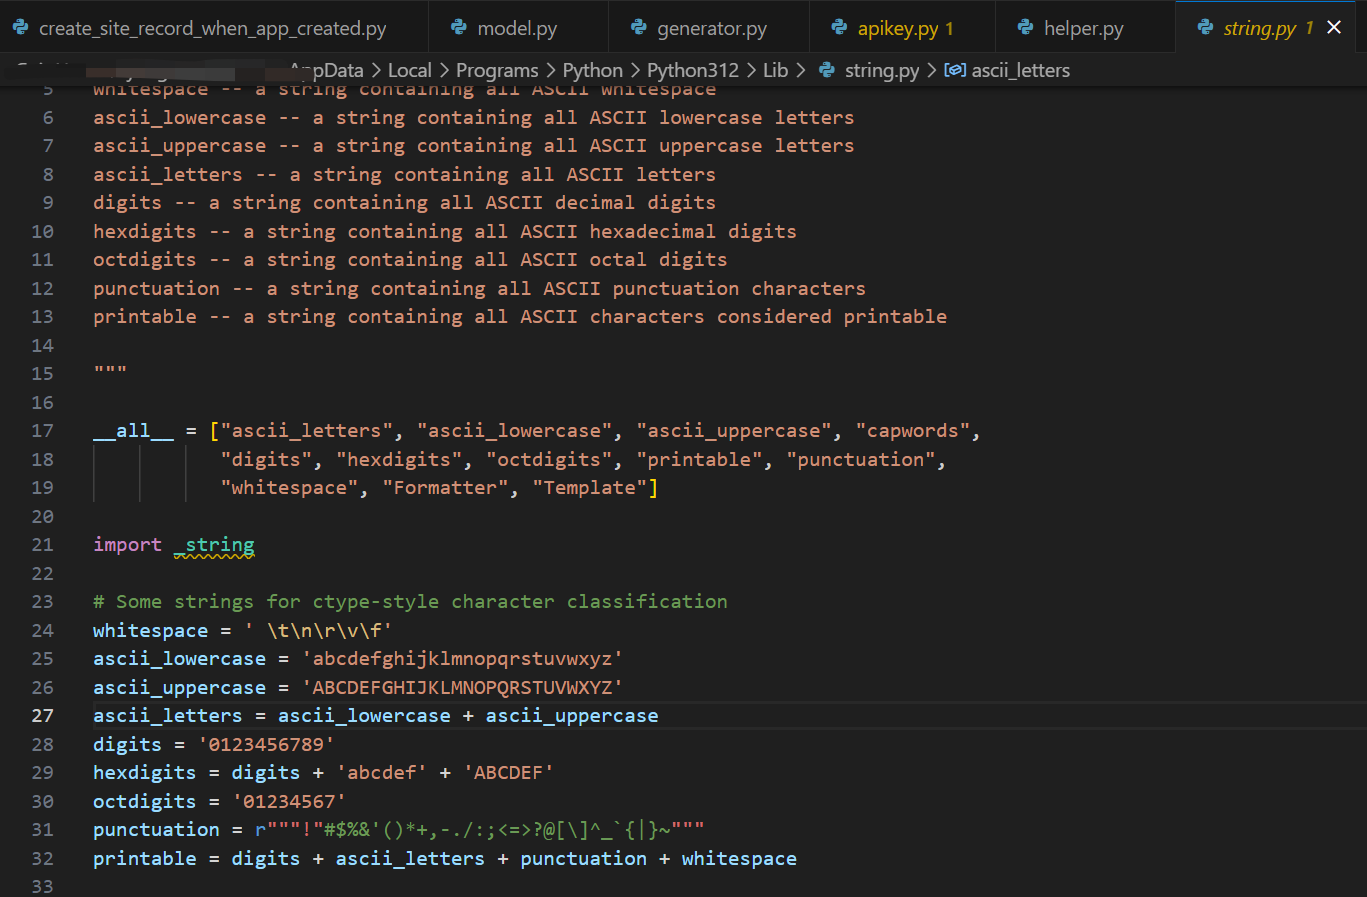 create_site_record_when_app_created.py model.py generator.py apikey.py 1 helper.py string.py 1
AppData > Local > Programs > Python > Python312 > Lib > string.py > ascii_letters
5 whitespace -- a string containing all ASCII whitespace
6 ascii_lowercase -- a string containing all ASCII lowercase letters
7 ascii_uppercase -- a string containing all ASCII uppercase letters
8 ascii_letters -- a string containing all ASCII letters
9 digits -- a string containing all ASCII decimal digits
10 hexdigits -- a string containing all ASCII hexadecimal digits
11 octdigits -- a string containing all ASCII octal digits
12 punctuation -- a string containing all ASCII punctuation characters
13 printable -- a string containing all ASCII characters considered printable
14
15 """
16
17 __all__ = ["ascii_letters", "ascii_lowercase", "ascii_uppercase", "capwords",
18 "digits", "hexdigits", "octdigits", "printable", "punctuation",
19 "whitespace", "Formatter", "Template"]
20
21 import _string
22
23 # Some strings for ctype-style character classification
24 whitespace = ' \t\n\r\v\f'
25 ascii_lowercase = 'abcdefghijklmnopqrstuvwxyz'
26 ascii_uppercase = 'ABCDEFGHIJKLMNOPQRSTUVWXYZ'
27 ascii_letters = ascii_lowercase + ascii_uppercase
28 digits = '0123456789'
29 hexdigits = digits + 'abcdef' + 'ABCDEF'
30 octdigits = '01234567'
31 punctuation = r"""!"#$%&'()*+,-./:;<=>?@[\]^_`{|}~"""
32 printable = digits + ascii_letters + punctuation + whitespace
33